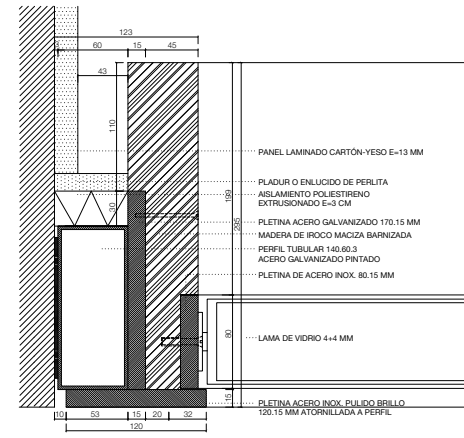 123
60 15 45
43
110
30
199
295
80
15
PANEL LAMINADO CARTÓN-YESO E=13 MM
PLADUR O ENLUCIDO DE PERLITA
AISLAMIENTO POLIESTIRENO
EXTRUSIONADO E=3 CM
PLETINA ACERO GALVANIZADO 170.15 MM
MADERA DE IROCO MACIZA BARNIZADA
PERFIL TUBULAR 140.60.3
ACERO GALVANIZADO PINTADO
PLETINA DE ACERO INOX. 80.15 MM
LAMA DE VIDRIO 4+4 MM
PLETINA ACERO INOX. PULIDO BRILLO
120.15 MM ATORNILLADA A PERFIL
10 53 15 20 32
120